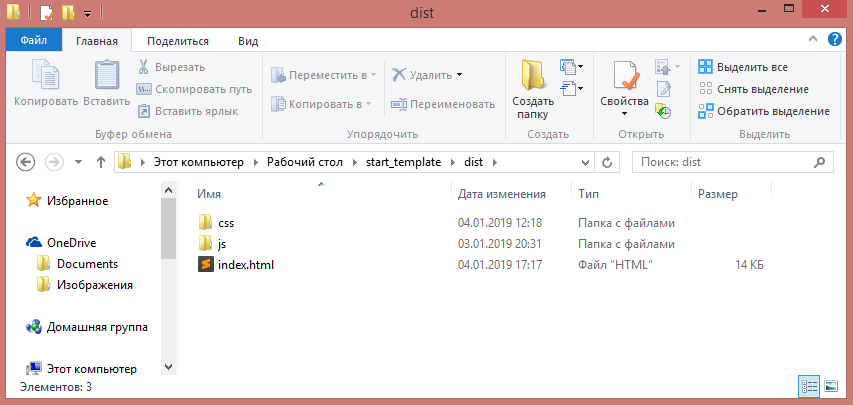 dist
Файл Главная Поделиться Вид
Копировать
Вставить
Вырезать
Скопировать путь
Вставить ярлык
Буфер обмена
Переместить в
Копировать в
Удалить
Переименовать
Упорядочить
Создать
папку
Создать
Свойства
Открыть
Выделить все
Снять выделение
Обратить выделение
Выделить
Этот компьютер Рабочий стол start_template dist
Поиск: dist
Избранное
OneDrive
Documents
Изображения
Домашняя группа
Этот компьютер
Имя Дата изменения Тип Размер
css 04.01.2019 12:18 Папка с файлами
js 03.01.2019 20:31 Папка с файлами
index.html 04.01.2019 17:17 Файл "HTML" 14 КБ
Элементов: 3